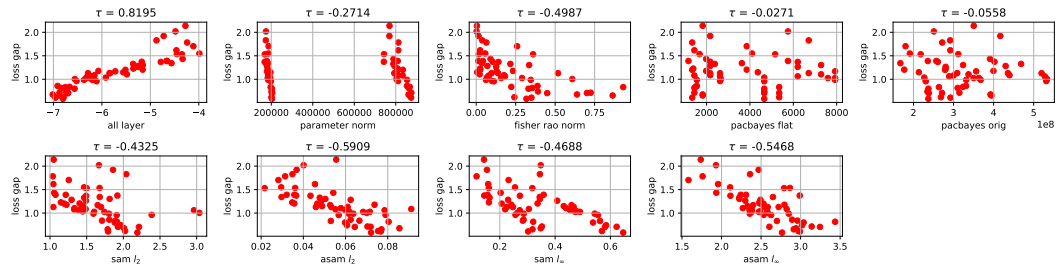 τ = 0.8195
τ = -0.2714
τ = -0.4987
τ = -0.0271
τ = -0.0558
loss gap
2.0
1.5
1.0
−7 −6 −5 −4
all layer
loss gap
2.0
1.5
1.0
200000 400000 600000 800000
parameter norm
loss gap
2.0
1.5
1.0
0.00 0.25 0.50 0.75
fisher rao norm
loss gap
2.0
1.5
1.0
2000 4000 6000 8000
pacbayes flat
loss gap
2.0
1.5
1.0
2 3 4 5
1e8
pacbayes orig
τ = -0.4325
τ = -0.5909
τ = -0.4688
τ = -0.5468
loss gap
2.0
1.5
1.0
1.0 1.5 2.0 2.5 3.0
sam l₂
loss gap
2.0
1.5
1.0
0.02 0.04 0.06 0.08
asam l₂
loss gap
2.0
1.5
1.0
0.2 0.4 0.6
sam l∞
loss gap
2.0
1.5
1.0
1.5 2.0 2.5 3.0 3.5
asam l∞